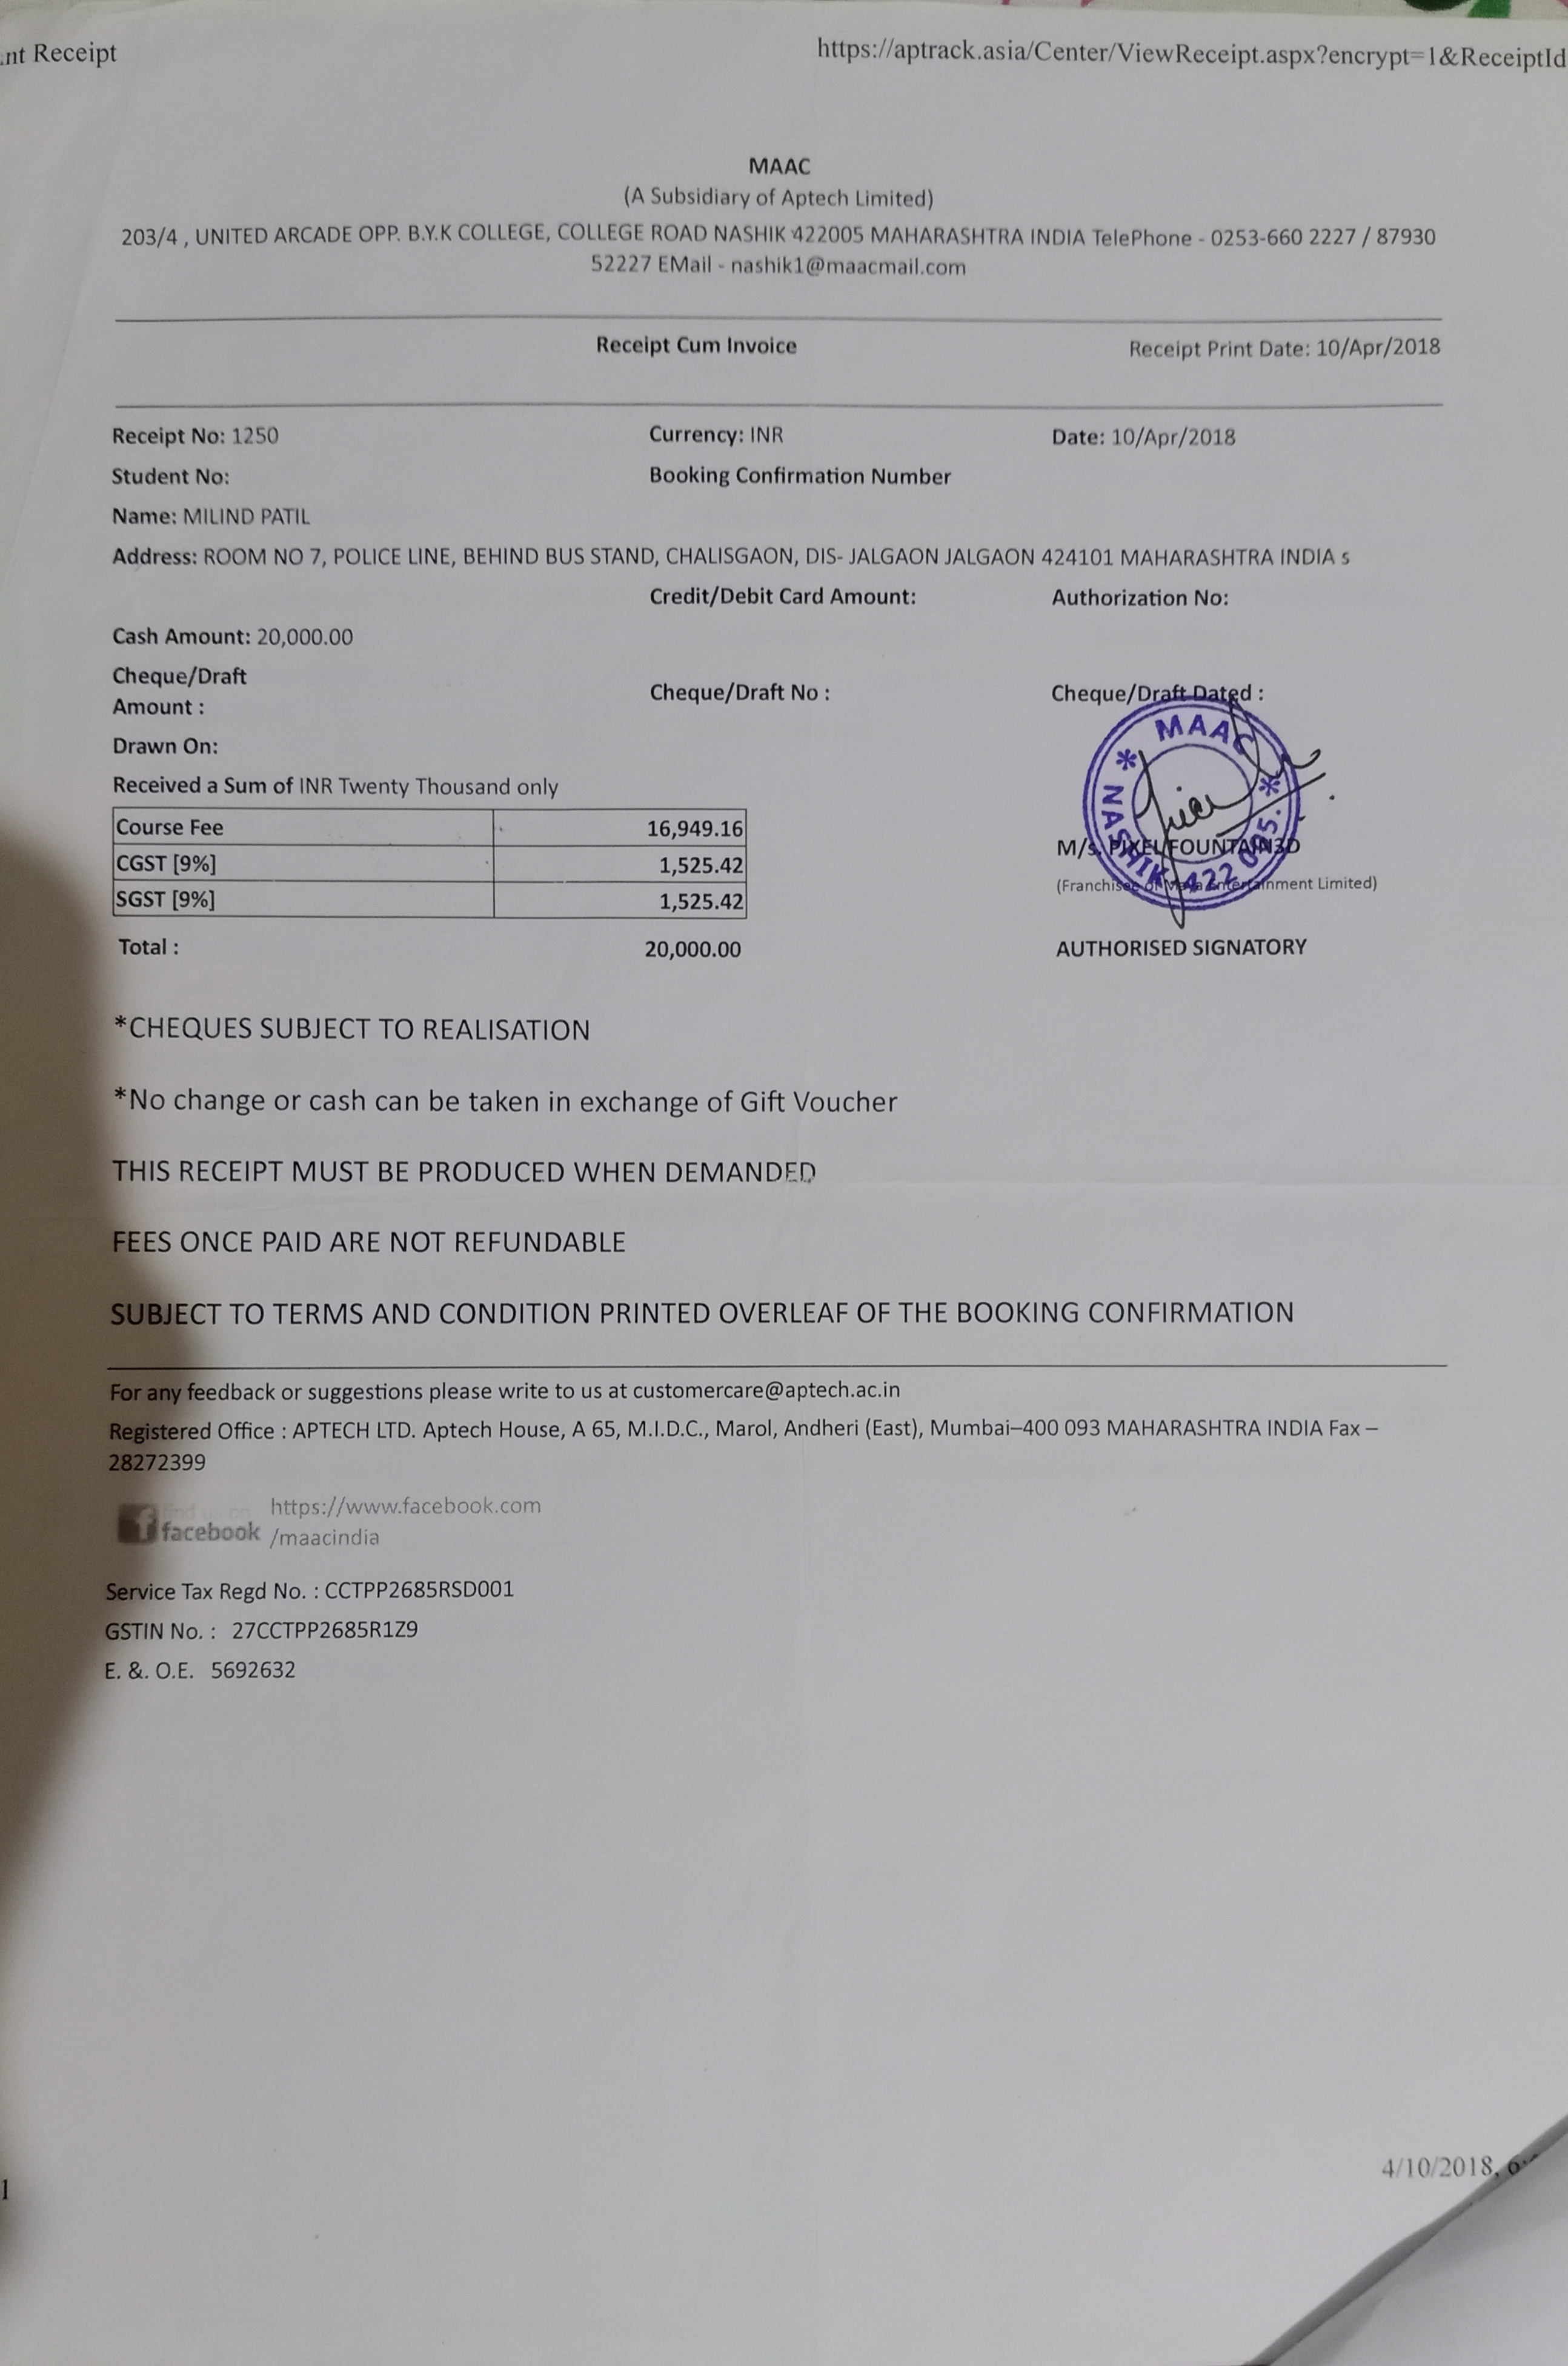 nt Receipt https://aptrack.asia/Center/ViewReceipt.aspx?encrypt=1&ReceiptId
MAAC
(A Subsidiary of Aptech Limited)
203/4 , UNITED ARCADE OPP. B.Y.K COLLEGE, COLLEGE ROAD NASHIK 422005 MAHARASHTRA INDIA TelePhone - 0253-660 2227 / 87930
52227 EMail - nashik1@maacmail.com
Receipt Cum Invoice Receipt Print Date: 10/Apr/2018
Receipt No: 1250 Currency: INR Date: 10/Apr/2018
Student No: Booking Confirmation Number
Name: MILIND PATIL
Address: ROOM NO 7, POLICE LINE, BEHIND BUS STAND, CHALISGAON, DIS- JALGAON JALGAON 424101 MAHARASHTRA INDIA s
Credit/Debit Card Amount: Authorization No:
Cash Amount: 20,000.00
Cheque/Draft
Amount : Cheque/Draft No : Cheque/Draft Dated :
Drawn On:
Received a Sum of INR Twenty Thousand only
Course Fee 16,949.16
CGST [9%] 1,525.42
SGST [9%] 1,525.42
Total : 20,000.00
* MAAC * NASHIK-422 005.
M/s. PIXEL FOUNTAIN3D
(Franchisee of Maya Entertainment Limited)
AUTHORISED SIGNATORY
*CHEQUES SUBJECT TO REALISATION
*No change or cash can be taken in exchange of Gift Voucher
THIS RECEIPT MUST BE PRODUCED WHEN DEMANDED
FEES ONCE PAID ARE NOT REFUNDABLE
SUBJECT TO TERMS AND CONDITION PRINTED OVERLEAF OF THE BOOKING CONFIRMATION
For any feedback or suggestions please write to us at customercare@aptech.ac.in
Registered Office : APTECH LTD. Aptech House, A 65, M.I.D.C., Marol, Andheri (East), Mumbai–400 093 MAHARASHTRA INDIA Fax –
28272399
find us on
facebook
https://www.facebook.com
/maacindia
Service Tax Regd No. : CCTPP2685RSD001
GSTIN No. : 27CCTPP2685R1Z9
E. &. O.E. 5692632
1 4/10/2018,